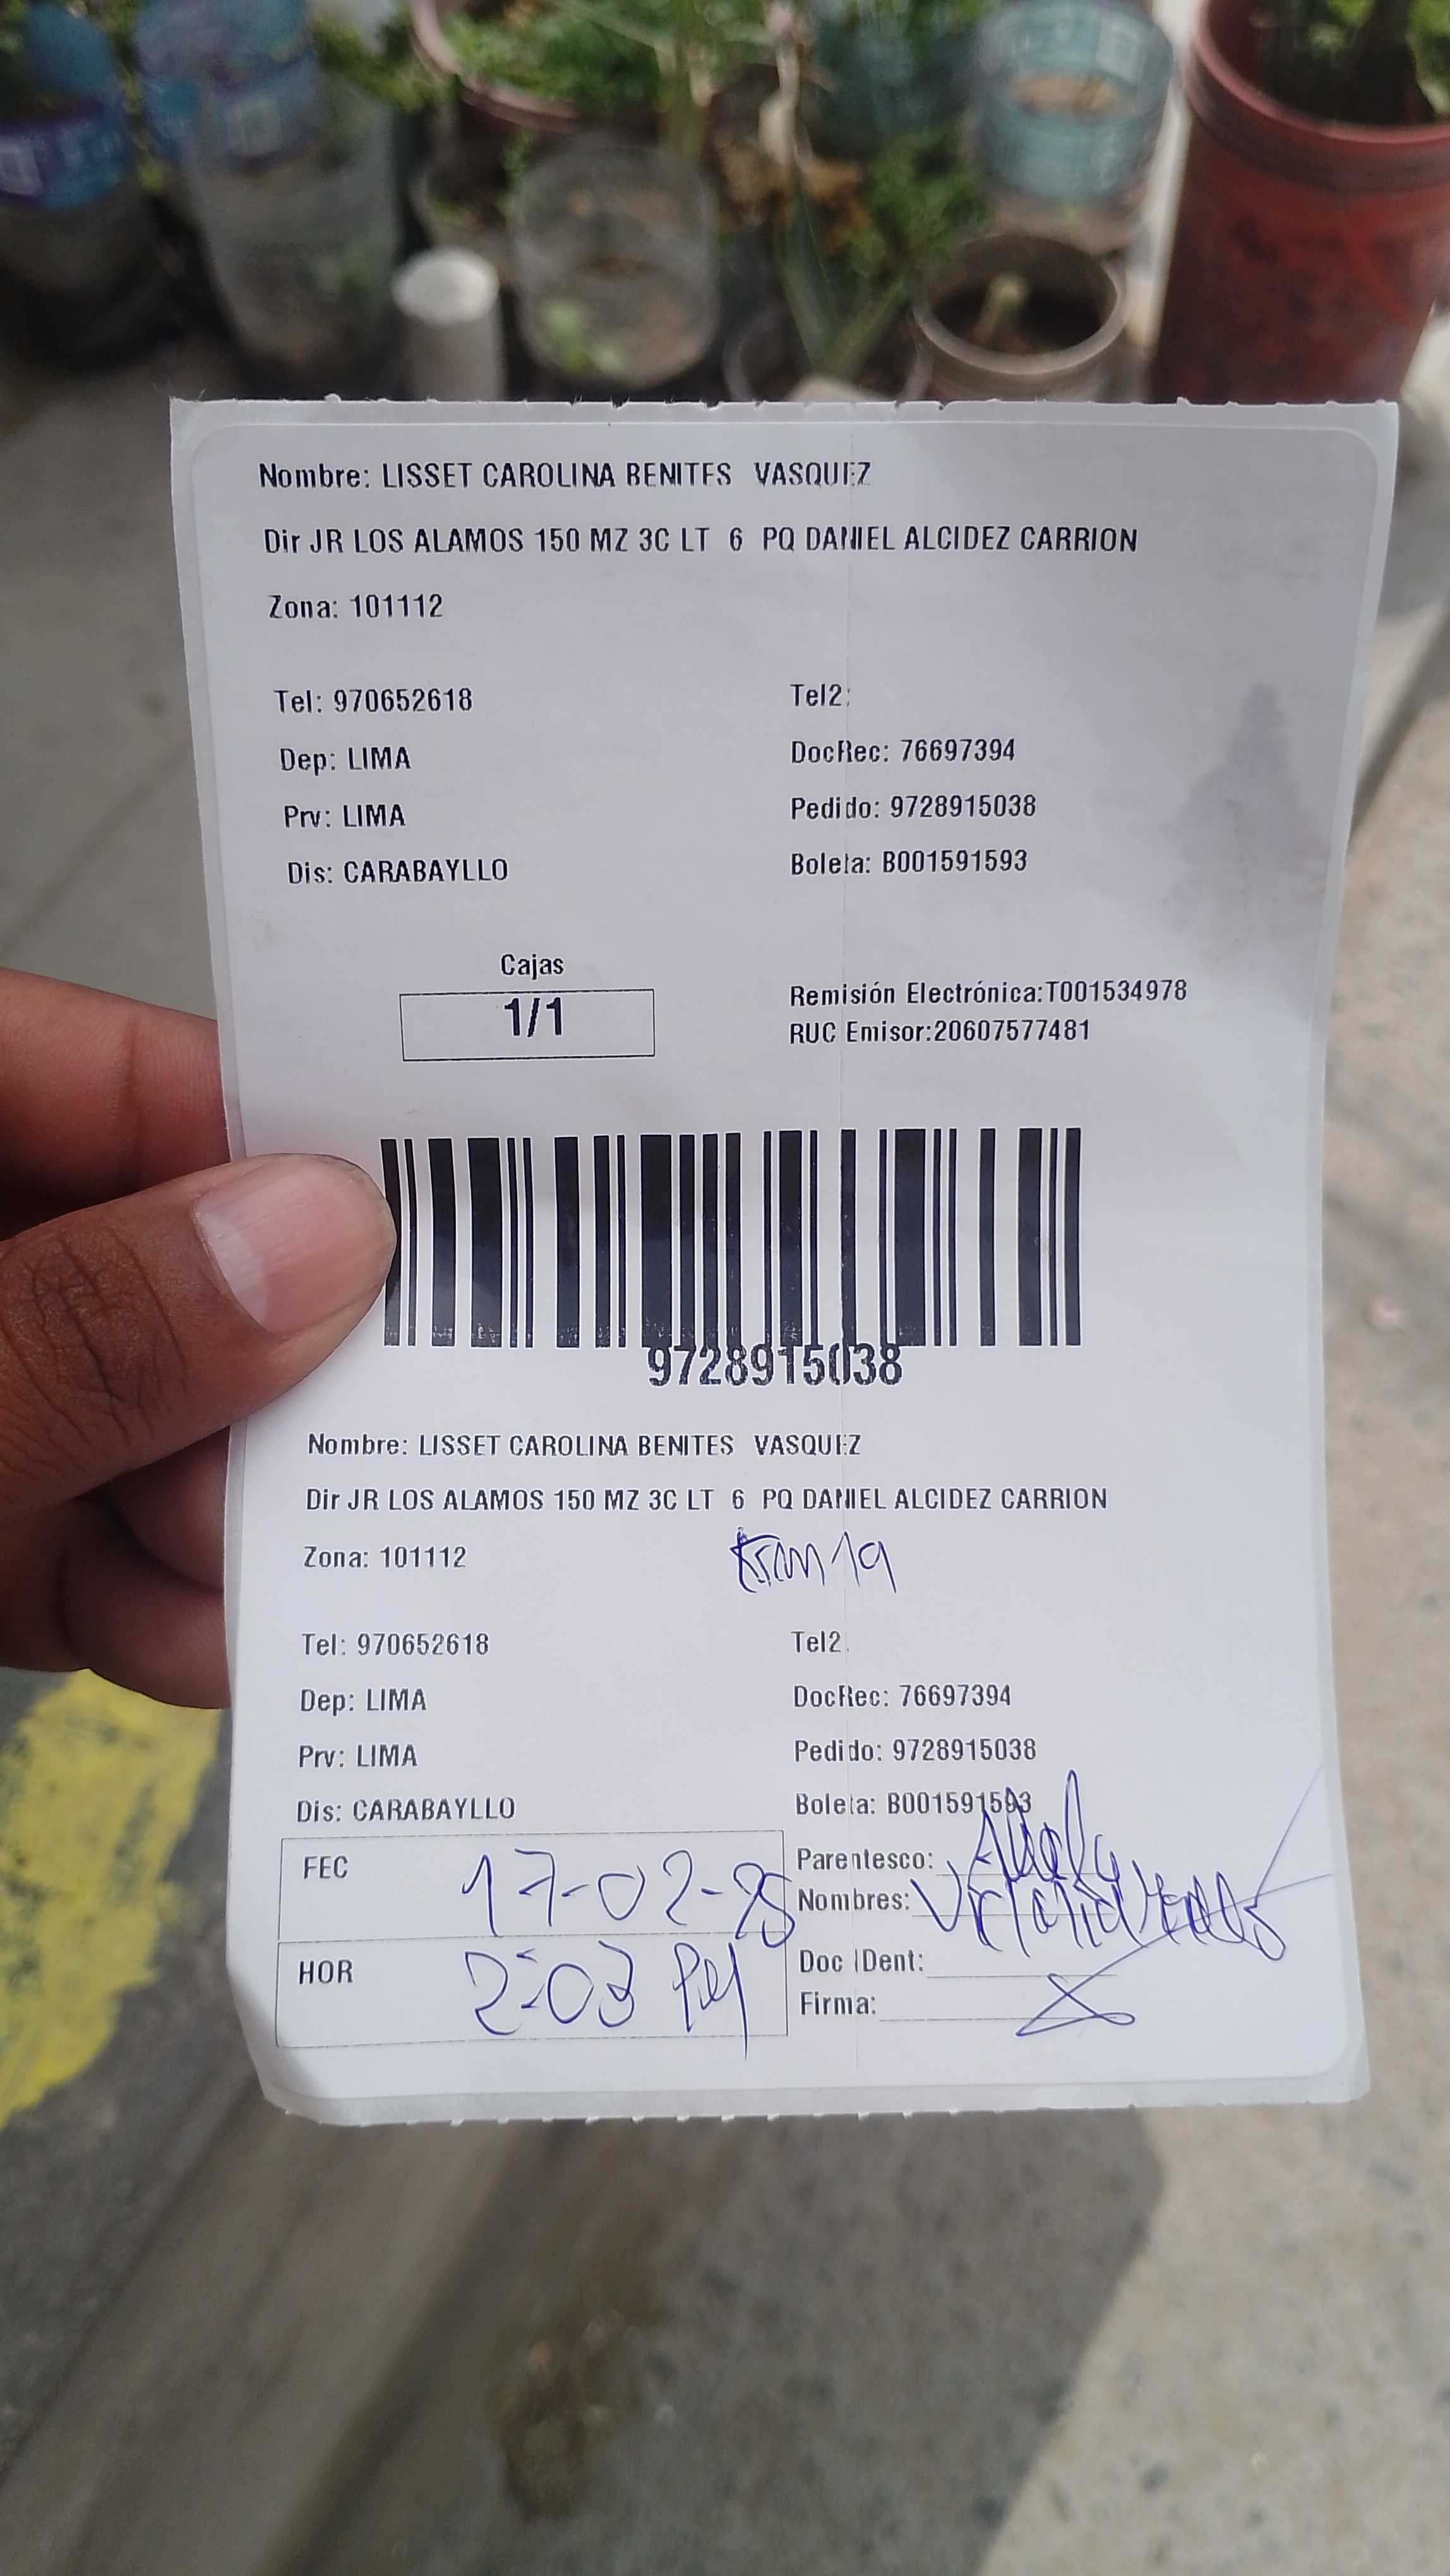 Nombre: LISSET CAROLINA BENITES VASQUEZ
Dir JR LOS ALAMOS 150 MZ 3C LT 6 PQ DANIEL ALCIDEZ CARRION
Zona: 101112
Tel: 970652618 Tel2:
Dep: LIMA DocRec: 76697394
Prv: LIMA Pedido: 9728915038
Dis: CARABAYLLO Boleta: B001591593
Cajas
1/1
Remisión Electrónica:T001534978
RUC Emisor:20607577481
9728915038
Nombre: LISSET CAROLINA BENITES VASQUEZ
Dir JR LOS ALAMOS 150 MZ 3C LT 6 PQ DANIEL ALCIDEZ CARRION
Zona: 101112
Tel: 970652618 Tel2:
Dep: LIMA DocRec: 76697394
Prv: LIMA Pedido: 9728915038
Dis: CARABAYLLO Boleta: B001591593
FEC 17-02-25
Parentesco:
Nombres:
HOR 2:03 PM
Doc IDent:
Firma: